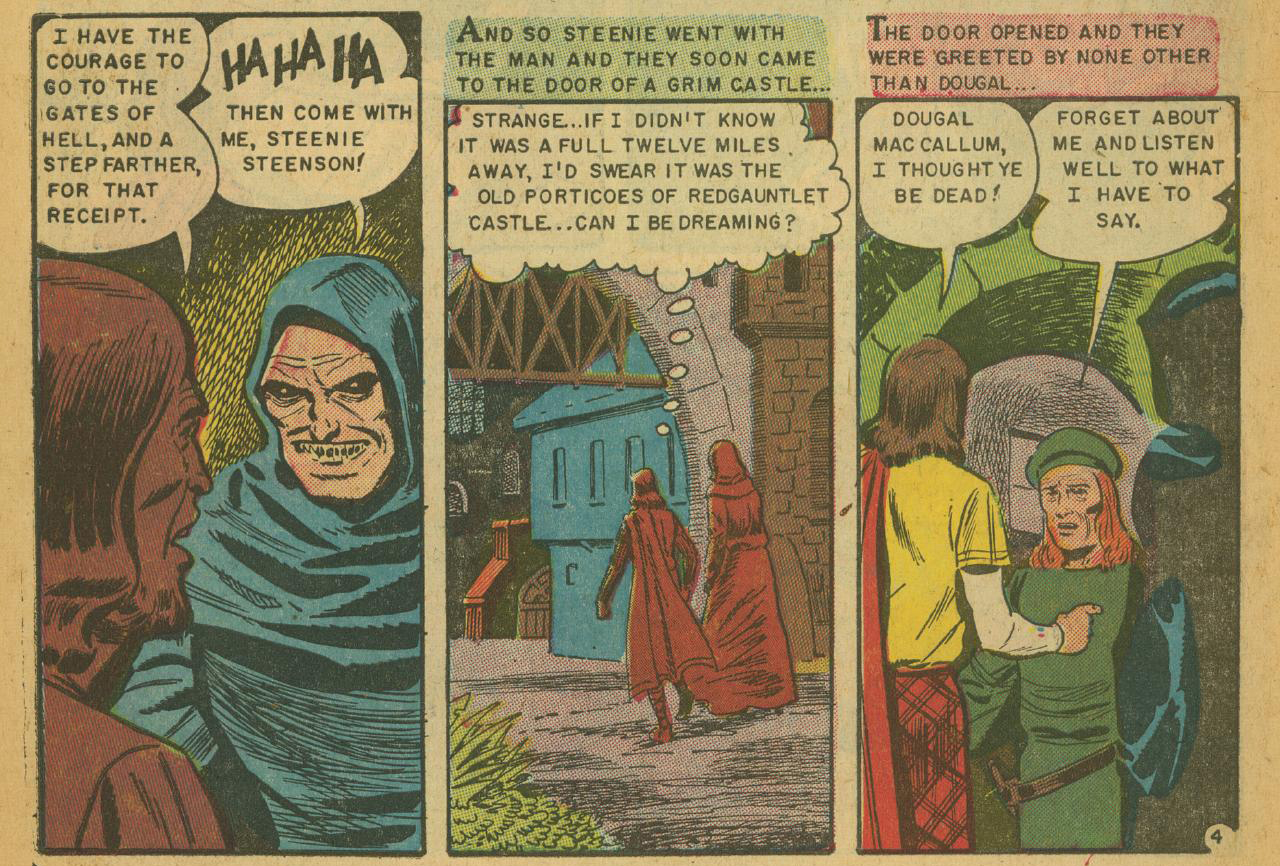 I HAVE THE
COURAGE TO
GO TO THE
GATES OF
HELL, AND A
STEP FARTHER,
FOR THAT
RECEIPT.
HA HA HA
THEN COME WITH
ME, STEENIE
STEENSON!
AND SO STEENIE WENT WITH
THE MAN AND THEY SOON CAME
TO THE DOOR OF A GRIM CASTLE...
STRANGE...IF I DIDN'T KNOW
IT WAS A FULL TWELVE MILES
AWAY, I'D SWEAR IT WAS THE
OLD PORTICOES OF REDGAUNTLET
CASTLE...CAN I BE DREAMING?
THE DOOR OPENED AND THEY
WERE GREETED BY NONE OTHER
THAN DOUGAL...
DOUGAL
MAC CALLUM,
I THOUGHT YE
BE DEAD!
FORGET ABOUT
ME AND LISTEN
WELL TO WHAT
I HAVE TO
SAY.
4